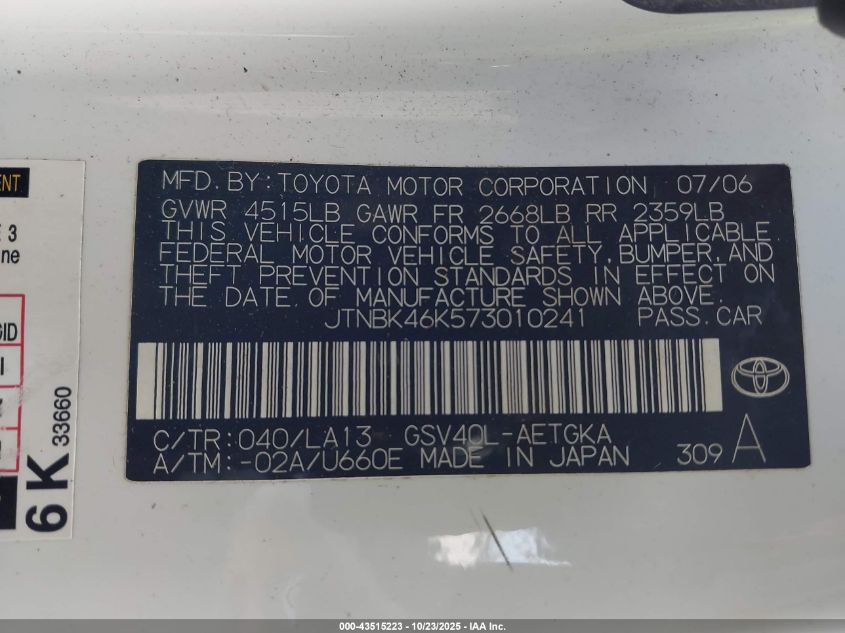 MFD. BY: TOYOTA MOTOR CORPORATION 07/06
GVWR 4515LB GAWR FR 2668LB RR 2359LB
THIS VEHICLE CONFORMS TO ALL APPLICABLE
FEDERAL MOTOR VEHICLE SAFETY, BUMPER, AND
THEFT PREVENTION STANDARDS IN EFFECT ON
THE DATE OF MANUFACTURE SHOWN ABOVE.
JTNBK46K573010241 PASS.CAR
C/TR: 040/LA13 GSV40L-AETGKA
A/TM: -02A/U660E MADE IN JAPAN 309 A
6K 33660
000-43515223 - 10/23/2025 - IAA Inc.